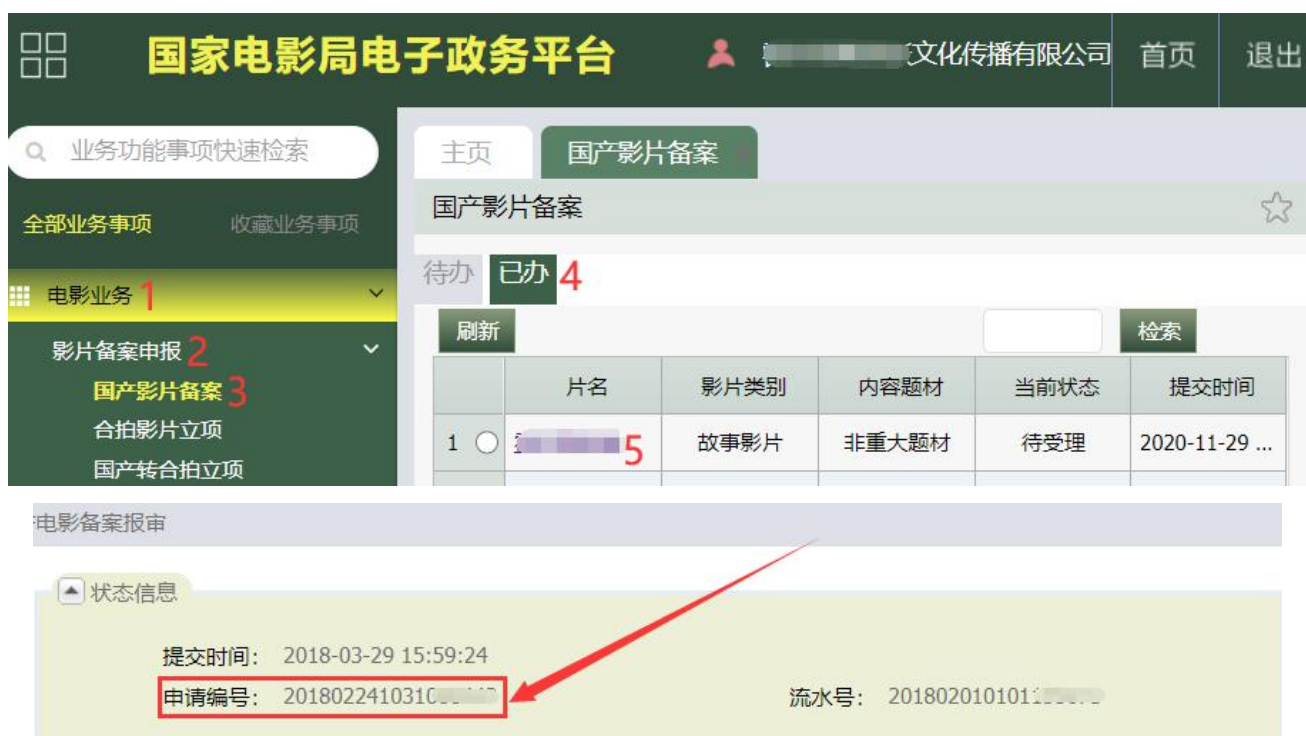 国家电影局电子政务平台 文化传播有限公司 首页 退出
业务功能事项快速检索
主页 国产影片备案
国产影片备案
全部业务事项 收藏业务事项
待办 已办 4
电影业务 1
刷新 检索
影片备案申报 2
片名 影片类别 内容题材 当前状态 提交时间
国产影片备案 3
合拍影片立项
1 5 故事影片 非重大题材 待受理 2020-11-29 ...
国产转合拍立项
电影备案报审
状态信息
提交时间: 2018-03-29 15:59:24
申请编号: 201802241031 流水号: 201802010101